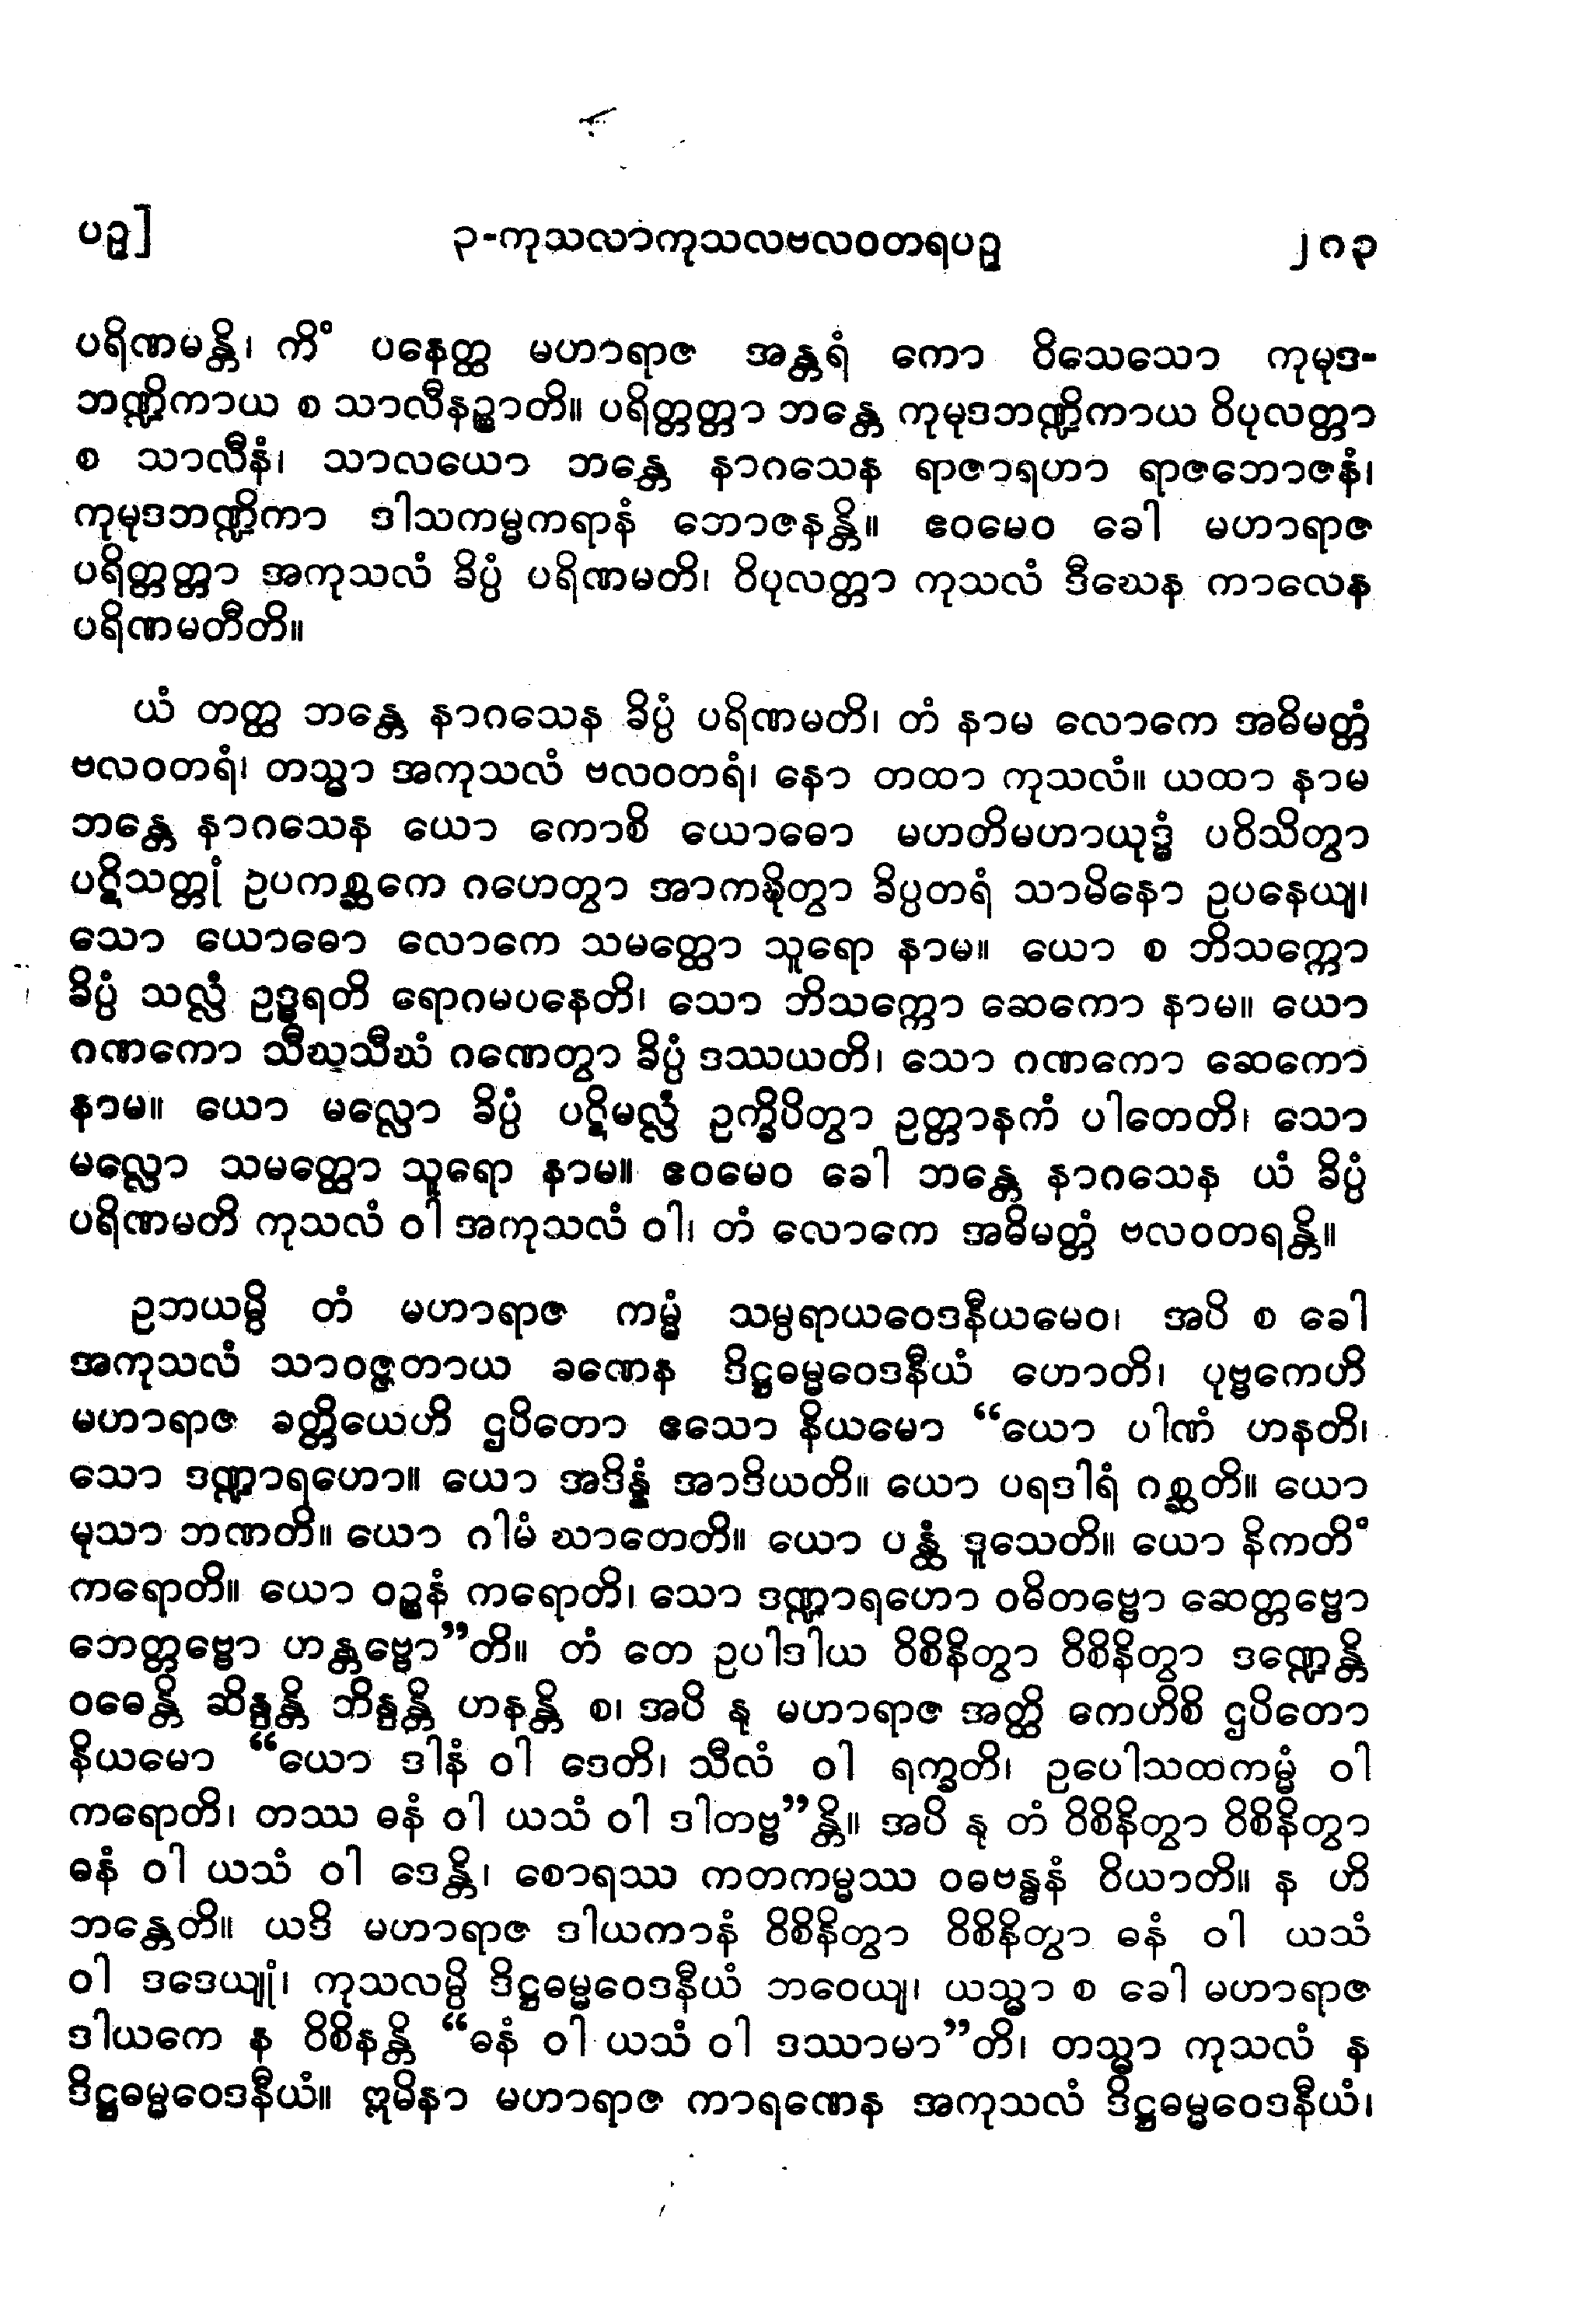 ပဉှ]
၃-ကုသလာကုသလဗလဝတရပဉှ
၂၈၃
ပရိဏမန္တိ၊ ကိံ ပနေတ္ထ မဟာရာဇ အန္တရံ ကော ဝိသေသော ကုမုဒ-
ဘဏ္ဍိကာယ စ သာလီနဉ္စာတိ။ ပရိတ္တတ္တာ ဘန္တေ ကုမုဒဘဏ္ဍိကာယ ဝိပုလတ္တာ
စ သာလီနံ၊ သာလယော ဘန္တေ နာဂသေန ရာဇာရဟာ ရာဇဘောဇနံ၊
ကုမုဒဘဏ္ဍိကာ ဒါသကမ္မကရာနံ ဘောဇနန္တိ။ ဧဝမေဝ ခေါ မဟာရာဇ
ပရိတ္တတ္တာ အကုသလံ ခိပ္ပံ ပရိဏမတိ၊ ဝိပုလတ္တာ ကုသလံ ဒီဃေန ကာလေန
ပရိဏမတီတိ။
ယံ တတ္ထ ဘန္တေ နာဂသေန ခိပ္ပံ ပရိဏမတိ၊ တံ နာမ လောကေ အဓိမတ္တံ
ဗလဝတရံ၊ တသ္မာ အကုသလံ ဗလဝတရံ၊ နော တထာ ကုသလံ။ ယထာ နာမ
ဘန္တေ နာဂသေန ယော ကောစိ ယောဓော မဟတိမဟာယုဒ္ဓံ ပဝိသိတွာ
ပဋိသတ္တုံ ဥပကစ္ဆကေ ဂဟေတွာ အာကဍ္ဎိတွာ ခိပ္ပတရံ သာမိနော ဥပနေယျ၊
သော ယောဓော လောကေ သမတ္ထော သူရော နာမ။ ယော စ ဘိသက္ကော
ခိပ္ပံ သလ္လံ ဥဒ္ဓရတိ ရောဂမပနေတိ၊ သော ဘိသက္ကော ဆေကော နာမ။ ယော
ဂဏကော သီဃသီဃံ ဂဏေတွာ ခိပ္ပံ ဒဿယတိ၊ သော ဂဏကော ဆေကော
နာမ။ ယော မလ္လော ခိပ္ပံ ပဋိမလ္လံ ဥက္ခိပိတွာ ဥတ္တာနကံ ပါတေတိ၊ သော
မလ္လော သမတ္ထော သူရော နာမ။ ဧဝမေဝ ခေါ ဘန္တေ နာဂသေန ယံ ခိပ္ပံ
ပရိဏမတိ ကုသလံ ဝါ အကုသလံ ဝါ၊ တံ လောကေ အဓိမတ္တံ ဗလဝတရန္တိ။
ဥဘယမ္ပိ တံ မဟာရာဇ ကမ္မံ သမ္ပရာယဝေဒနီယမေဝ၊ အပိ စ ခေါ
အကုသလံ သာဝဇ္ဇတာယ ခဏေန ဒိဋ္ဌဓမ္မဝေဒနီယံ ဟောတိ၊ ပုဗ္ဗကေဟိ
မဟာရာဇ ခတ္တိယေဟိ ဌပိတော ဧသော နိယမော “ယော ပါဏံ ဟနတိ၊
သော ဒဏ္ဍာရဟော။ ယော အဒိန္နံ အာဒိယတိ။ ယော ပရဒါရံ ဂစ္ဆတိ။ ယော
မုသာ ဘဏတိ။ ယော ဂါမံ ဃာတေတိ။ ယော ပန္ထံ ဒူသေတိ။ ယော နိကတိံ
ကရောတိ။ ယော ဝဉ္စနံ ကရောတိ၊ သော ဒဏ္ဍာရဟော ဝဓိတဗ္ဗော ဆေတ္တဗ္ဗော
ဘေတ္တဗ္ဗော ဟန္တဗ္ဗော”တိ။ တံ တေ ဥပါဒါယ ဝိစိနိတွာ ဝိစိနိတွာ ဒဏ္ဍေန္တိ
ဝဓေန္တိ ဆိန္ဒန္တိ ဘိန္ဒန္တိ ဟနန္တိ စ၊ အပိ နု မဟာရာဇ အတ္ထိ ကေဟိစိ ဌပိတော
နိယမော “ယော ဒါနံ ဝါ ဒေတိ၊ သီလံ ဝါ ရက္ခတိ၊ ဥပေါသထကမ္မံ ဝါ
ကရောတိ၊ တဿ ဓနံ ဝါ ယသံ ဝါ ဒါတဗ္ဗ”န္တိ။ အပိ နု တံ ဝိစိနိတွာ ဝိစိနိတွာ
ဓနံ ဝါ ယသံ ဝါ ဒေန္တိ၊ စောရဿ ကတကမ္မဿ ဝဓဗန္ဓနံ ဝိယာတိ။ န ဟိ
ဘန္တေတိ။ ယဒိ မဟာရာဇ ဒါယကာနံ ဝိစိနိတွာ ဝိစိနိတွာ ဓနံ ဝါ ယသံ
ဝါ ဒဒေယျုံ၊ ကုသလမ္ပိ ဒိဋ္ဌဓမ္မဝေဒနီယံ ဘဝေယျ၊ ယသ္မာ စ ခေါ မဟာရာဇ
ဒါယကေ န ဝိစိနန္တိ “ဓနံ ဝါ ယသံ ဝါ ဒဿာမာ”တိ၊ တသ္မာ ကုသလံ န
ဒိဋ္ဌဓမ္မဝေဒနီယံ။ ဣမိနာ မဟာရာဇ ကာရဏေန အကုသလံ ဒိဋ္ဌဓမ္မဝေဒနီယံ၊